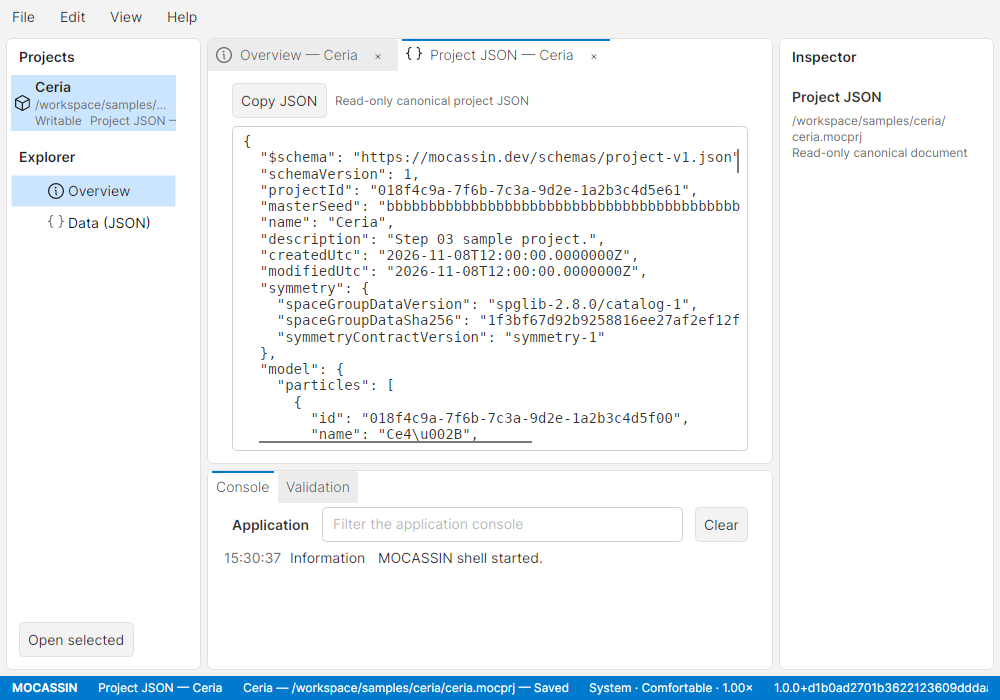 File Edit View Help
Projects
Ceria
/workspace/samples/...
Writable Project JSON —
Explorer
Overview
{ } Data (JSON)
Open selected
Overview — Ceria ×
{ } Project JSON — Ceria ×
Copy JSON Read-only canonical project JSON
{
"$schema": "https://mocassin.dev/schemas/project-v1.json"
"schemaVersion": 1,
"projectId": "018f4c9a-7f6b-7c3a-9d2e-1a2b3c4d5e61",
"masterSeed": "bbbbbbbbbbbbbbbbbbbbbbbbbbbbbbbbbbbbbbbbbb
"name": "Ceria",
"description": "Step 03 sample project.",
"createdUtc": "2026-11-08T12:00:00.0000000Z",
"modifiedUtc": "2026-11-08T12:00:00.0000000Z",
"symmetry": {
"spaceGroupDataVersion": "spglib-2.8.0/catalog-1",
"spaceGroupDataSha256": "1f3bf67d92b9258816ee27af2ef12f
"symmetryContractVersion": "symmetry-1"
},
"model": {
"particles": [
{
"id": "018f4c9a-7f6b-7c3a-9d2e-1a2b3c4d5f00",
"name": "Ce4\u002B",
Console Validation
Application Filter the application console Clear
15:30:37 Information MOCASSIN shell started.
Inspector
Project JSON
/workspace/samples/ceria/
ceria.mocprj
Read-only canonical document
MOCASSIN Project JSON — Ceria Ceria — /workspace/samples/ceria/ceria.mocprj — Saved System · Comfortable · 1.00× 1.0.0+d1b0ad2701b3622123609ddda